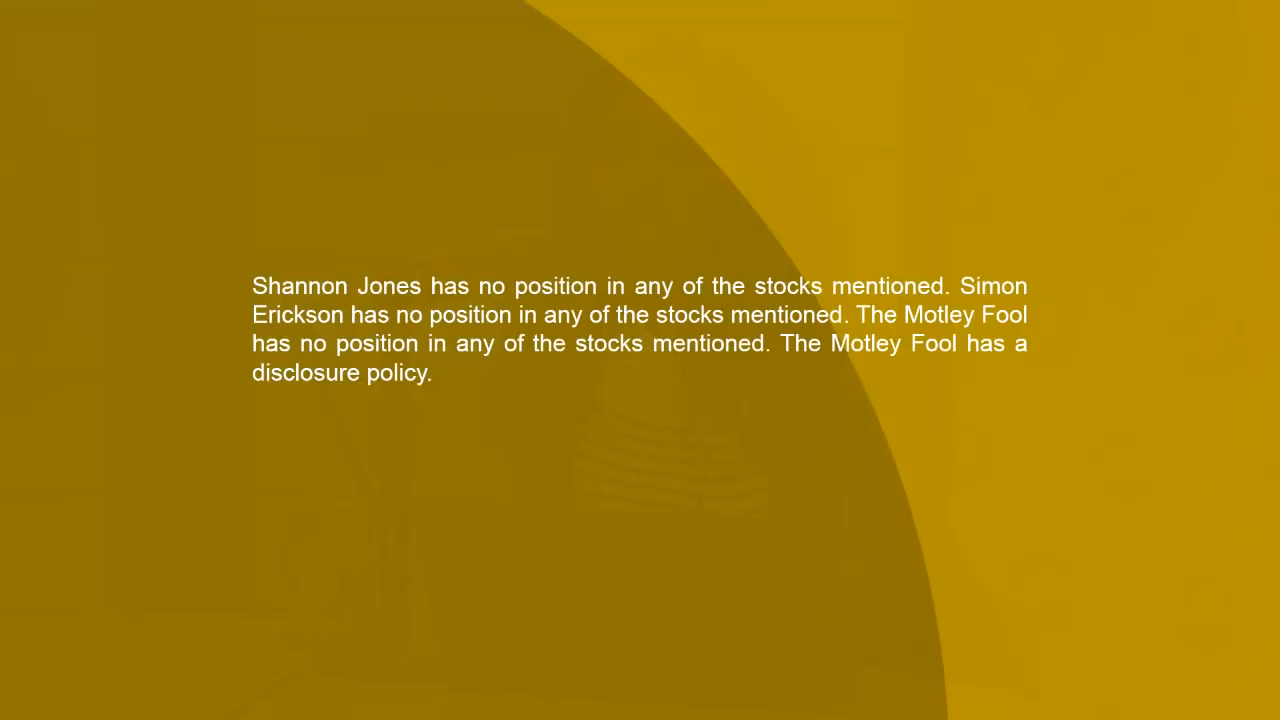 Shannon Jones has no position in any of the stocks mentioned. Simon
Erickson has no position in any of the stocks mentioned. The Motley Fool
has no position in any of the stocks mentioned. The Motley Fool has a
disclosure policy.